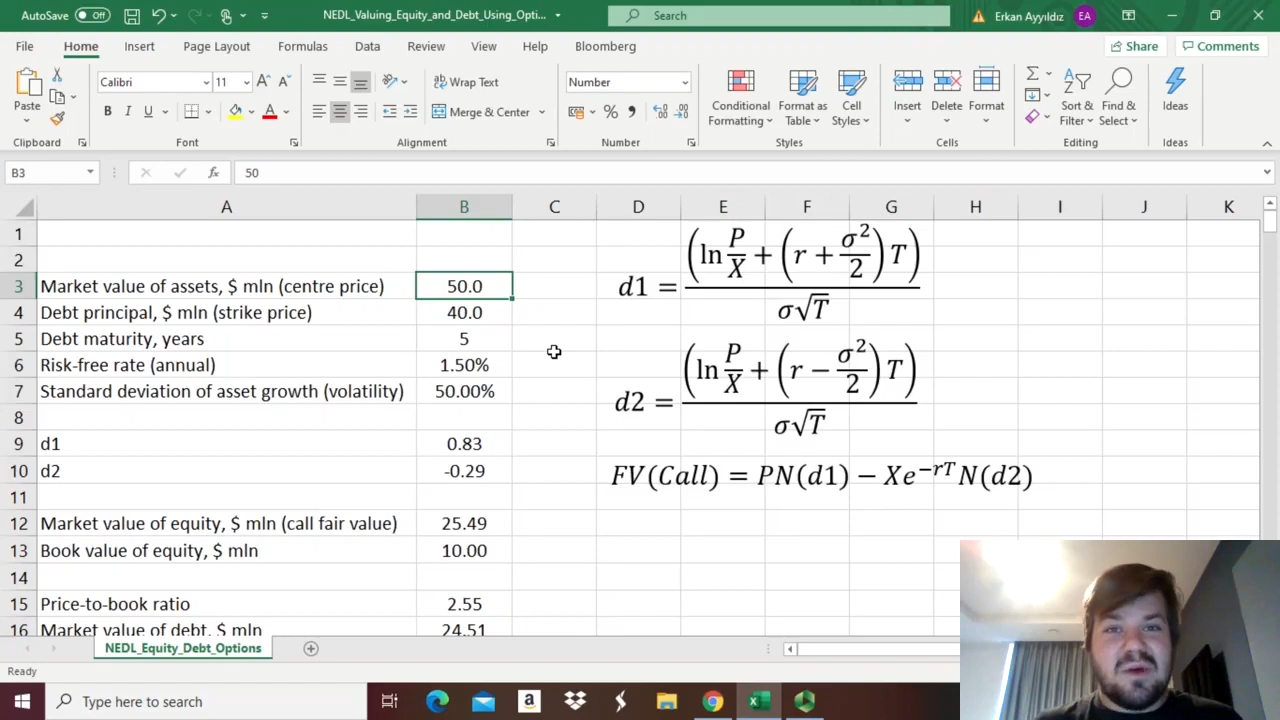 AutoSave Off NEDL_Valuing_Equity_and_Debt_Using_Opti... Search Erkan Ayyıldız EA
File Home Insert Page Layout Formulas Data Review View Help Bloomberg Share Comments
Paste Calibri 11 A A Wrap Text Number Conditional Formatting Format as Table Cell Styles Insert Delete Format Sort & Filter Find & Select Ideas
B I U A Merge & Center % ,
Clipboard Font Alignment Number Styles Cells Editing Ideas
B3 fx 50
A B C D E F G H I J K
1
2
3 Market value of assets, $ mln (centre price) 50.0
4 Debt principal, $ mln (strike price) 40.0
5 Debt maturity, years 5
6 Risk-free rate (annual) 1.50%
7 Standard deviation of asset growth (volatility) 50.00%
8
9 d1 0.83
10 d2 -0.29
11
12 Market value of equity, $ mln (call fair value) 25.49
13 Book value of equity, $ mln 10.00
14
15 Price-to-book ratio 2.55
16 Market value of debt, $ mln 24.51
d1 = (ln P/X + (r + σ²/2) T) / σ√T
d2 = (ln P/X + (r − σ²/2) T) / σ√T
FV(Call) = PN(d1) − Xe^−rT N(d2)
NEDL_Equity_Debt_Options
Ready
Type here to search